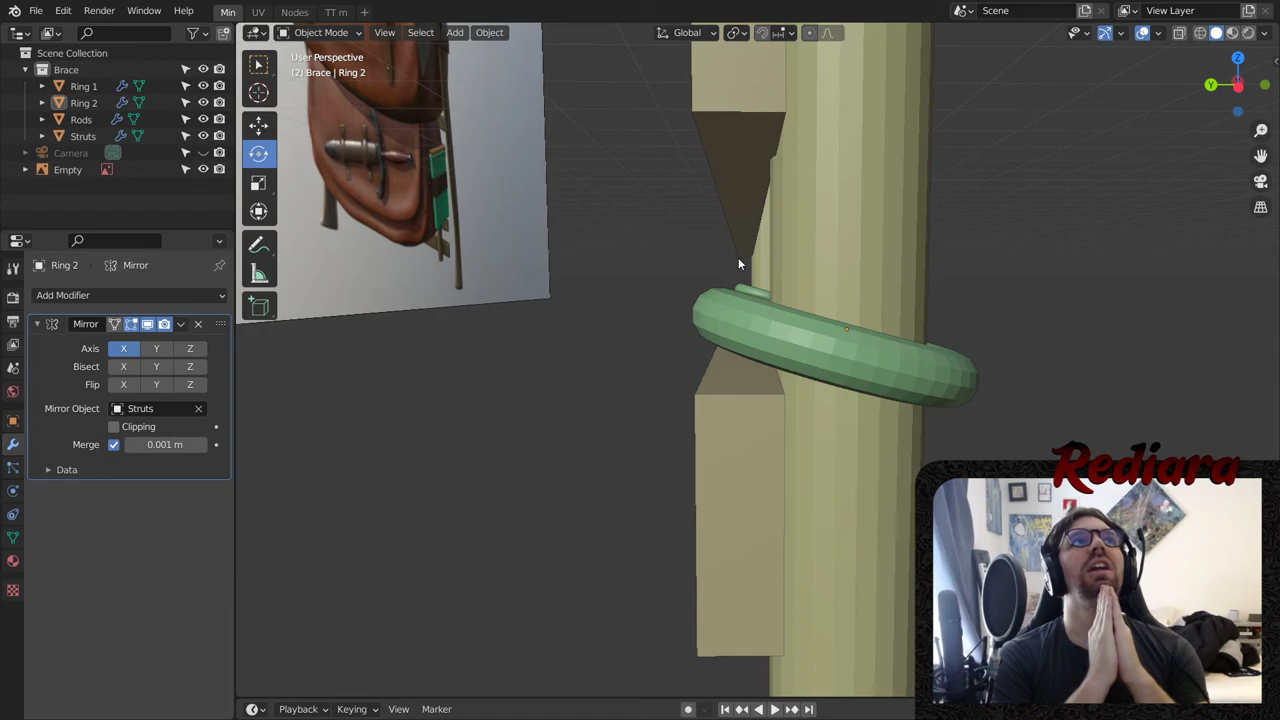 File Edit Render Window Help Min UV Nodes TT m Scene View Layer
Object Mode View Select Add Object Global
Scene Collection
Brace
Ring 1
Ring 2
Rods
Struts
Camera
Empty
User Perspective
(2) Brace | Ring 2
Z
Y
Ring 2 Mirror
Add Modifier
Mirror
Axis X Y Z
Bisect X Y Z
Flip X Y Z
Mirror Object Struts
Clipping
Merge 0.001 m
Data
Rediara
Playback Keying View Marker